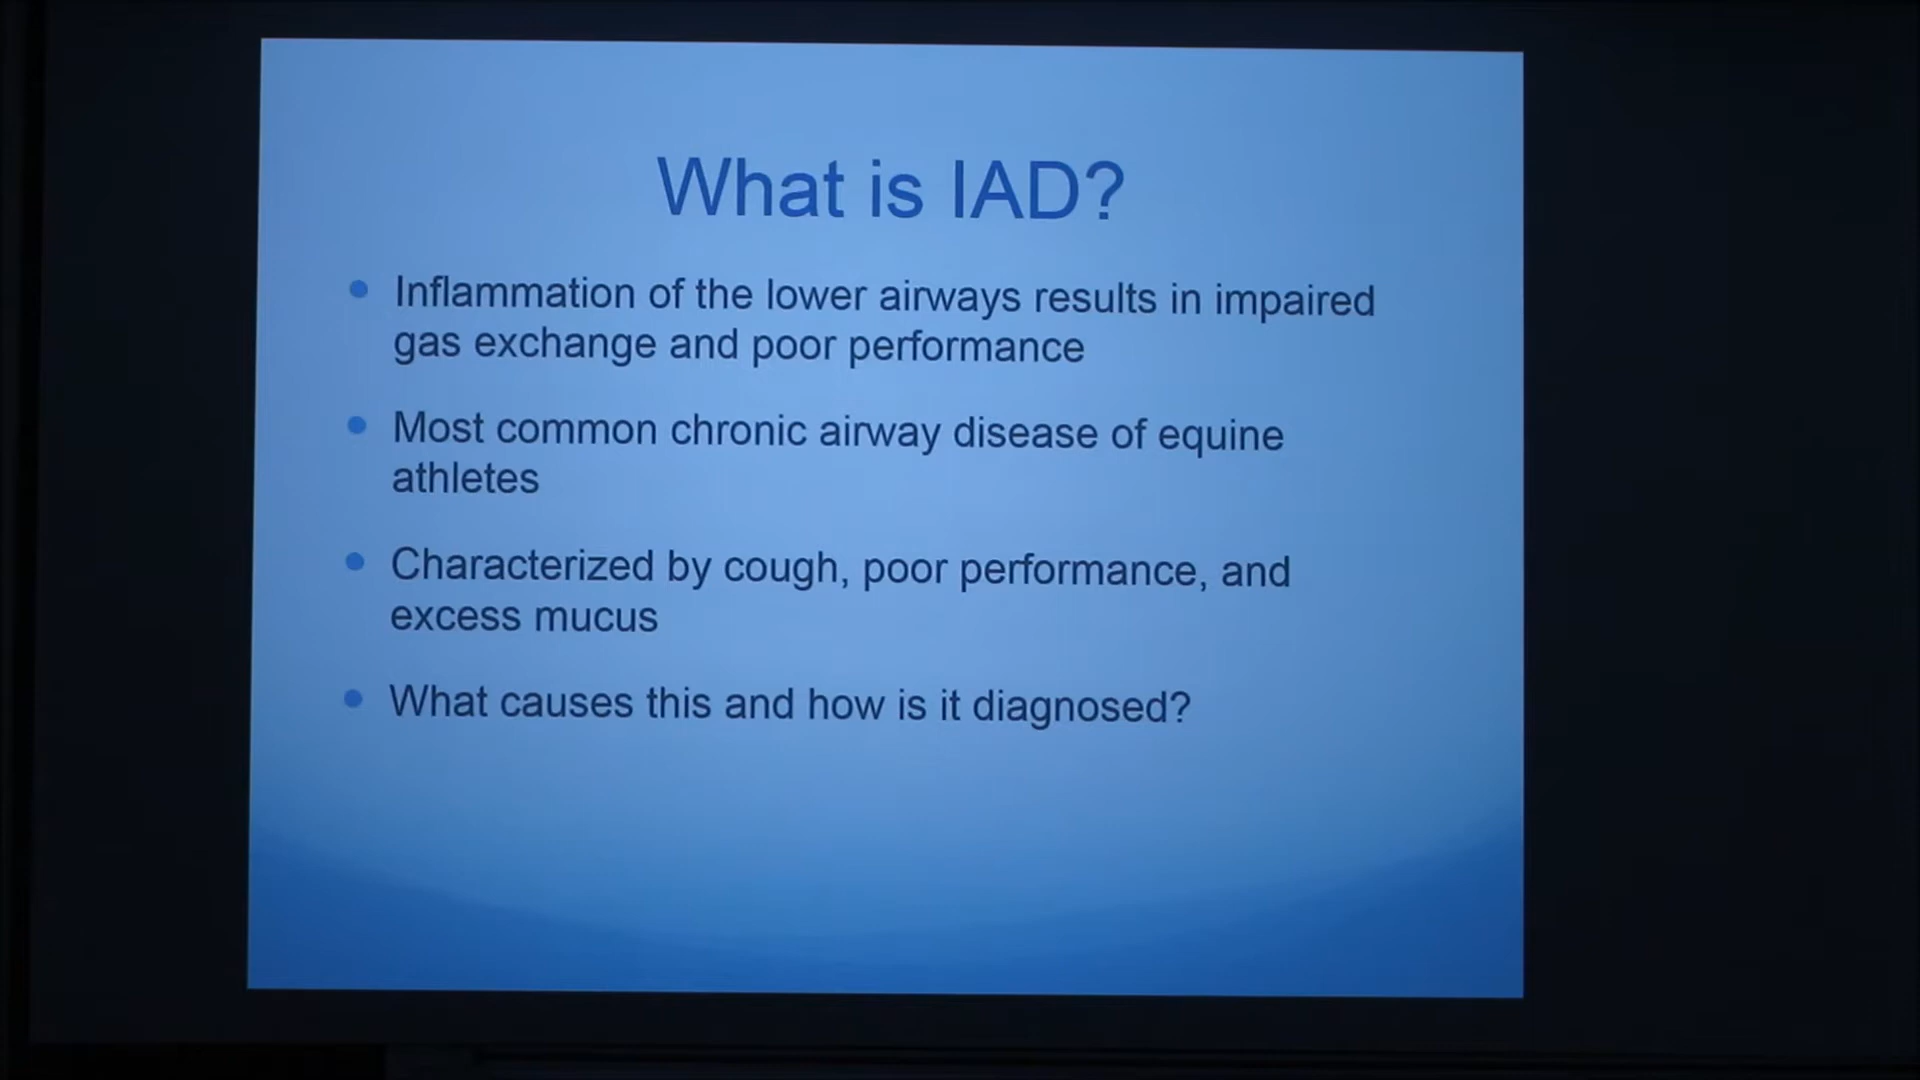 What is IAD?
Inflammation of the lower airways results in impaired
gas exchange and poor performance
Most common chronic airway disease of equine
athletes
Characterized by cough, poor performance, and
excess mucus
What causes this and how is it diagnosed?